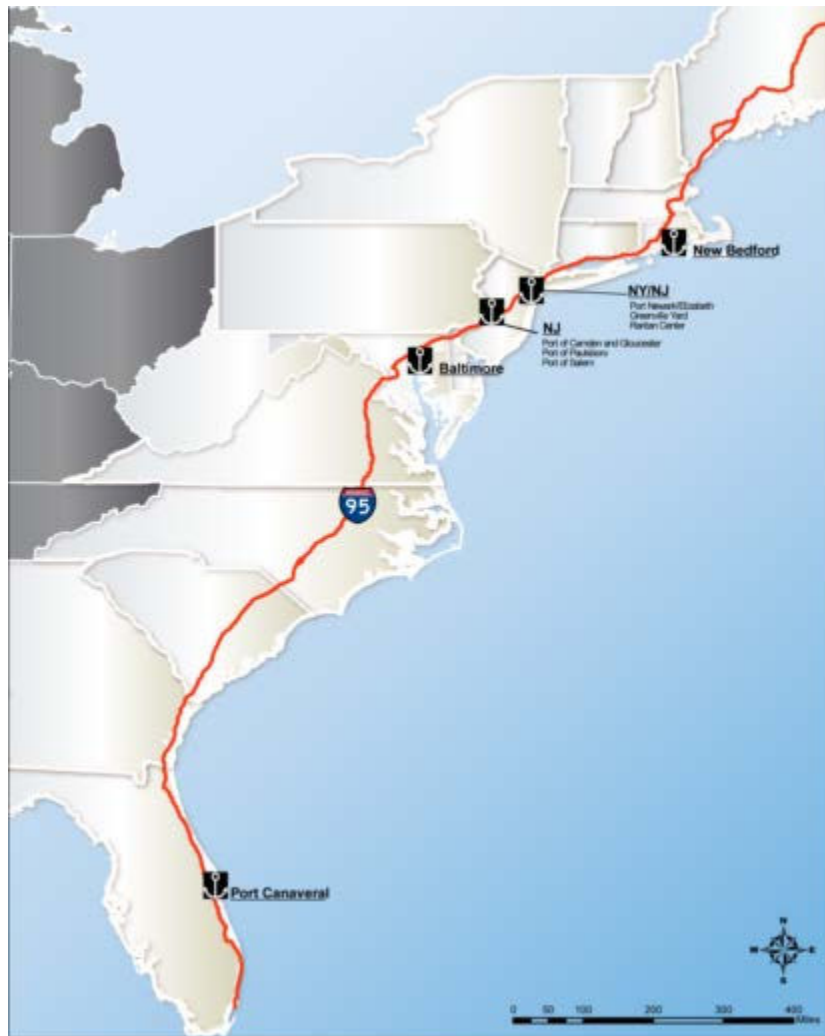 New Bedford
NY/NJ
Port Newark/Elizabeth
Greenville Yard
Raritan Center
NJ
Port of Camden and Gloucester
Port of Paulsboro
Port of Salem
Baltimore
95
Port Canaveral
N
W E
S
0 50 100 200 300 400
Miles